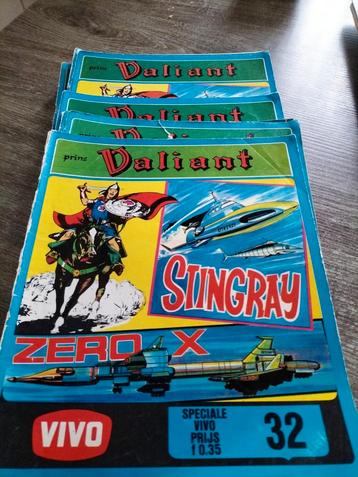 prins Valiant
Valiant
Valiant
prins Valiant
STINGRAY
ZERO X
VIVO
SPECIALE
VIVO
PRIJS
f 0.35
32